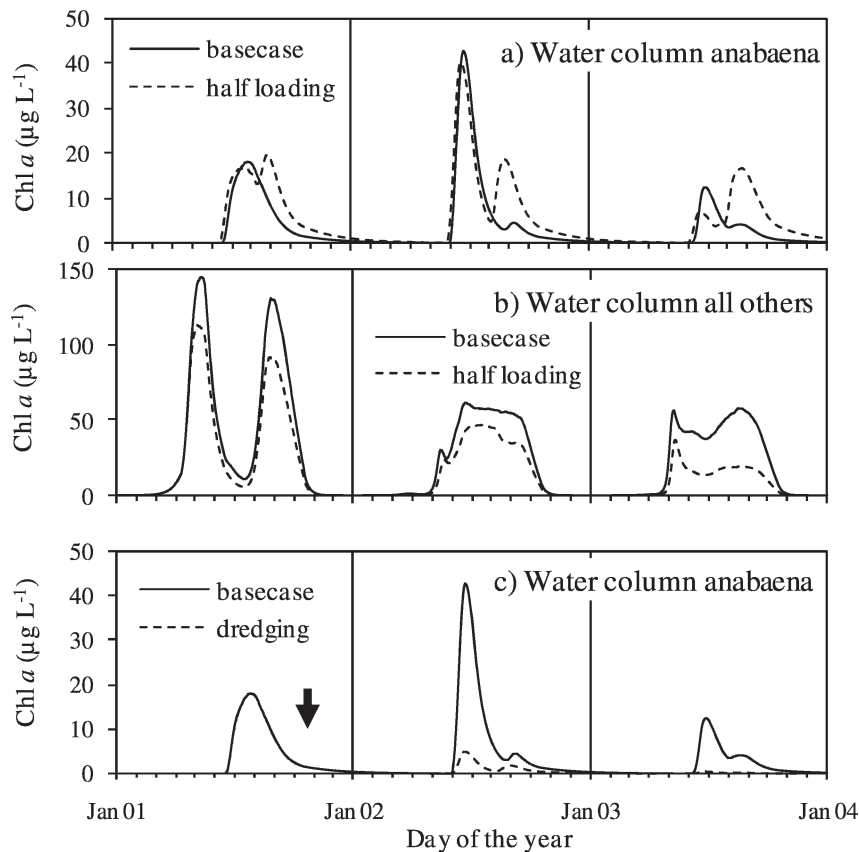 50
40
30
20
10
0
Chl a (µg L-1)
basecase
half loading
a) Water column anabaena
150
100
50
0
Chl a (µg L-1)
b) Water column all others
basecase
half loading
50
40
30
20
10
0
Chl a (µg L-1)
c) Water column anabaena
basecase
dredging
Jan 01 Jan 02 Jan 03 Jan 04
Day of the year